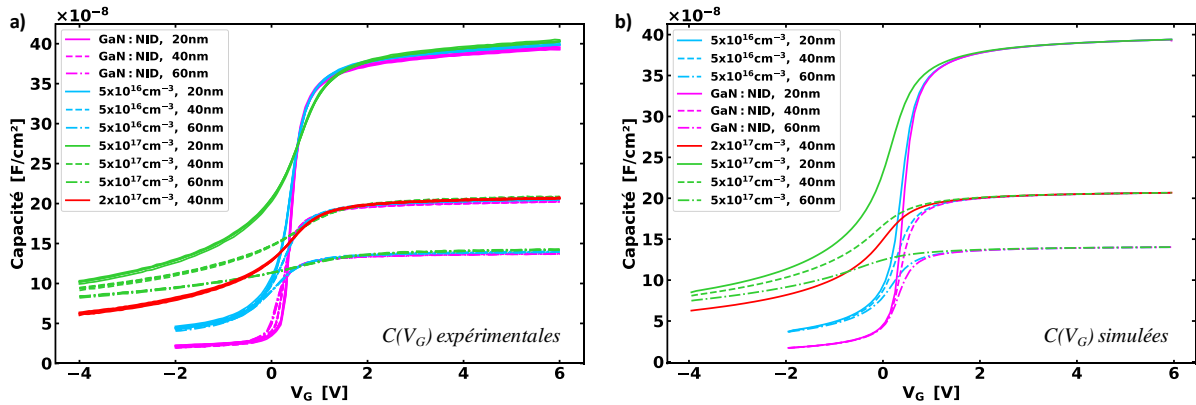 a)
×10⁻⁸
GaN:NID, 20nm
GaN:NID, 40nm
GaN:NID, 60nm
5x10¹⁶cm⁻³, 20nm
5x10¹⁶cm⁻³, 40nm
5x10¹⁶cm⁻³, 60nm
5x10¹⁷cm⁻³, 20nm
5x10¹⁷cm⁻³, 40nm
5x10¹⁷cm⁻³, 60nm
2x10¹⁷cm⁻³, 40nm
Capacité [F/cm²]
40
35
30
25
20
15
10
5
0
C(V_G) expérimentales
−4 −2 0 2 4 6
V_G [V]
b)
×10⁻⁸
5x10¹⁶cm⁻³, 20nm
5x10¹⁶cm⁻³, 40nm
5x10¹⁶cm⁻³, 60nm
GaN:NID, 20nm
GaN:NID, 40nm
GaN:NID, 60nm
2x10¹⁷cm⁻³, 40nm
5x10¹⁷cm⁻³, 20nm
5x10¹⁷cm⁻³, 40nm
5x10¹⁷cm⁻³, 60nm
Capacité [F/cm²]
40
35
30
25
20
15
10
5
0
C(V_G) simulées
−4 −2 0 2 4 6
V_G [V]